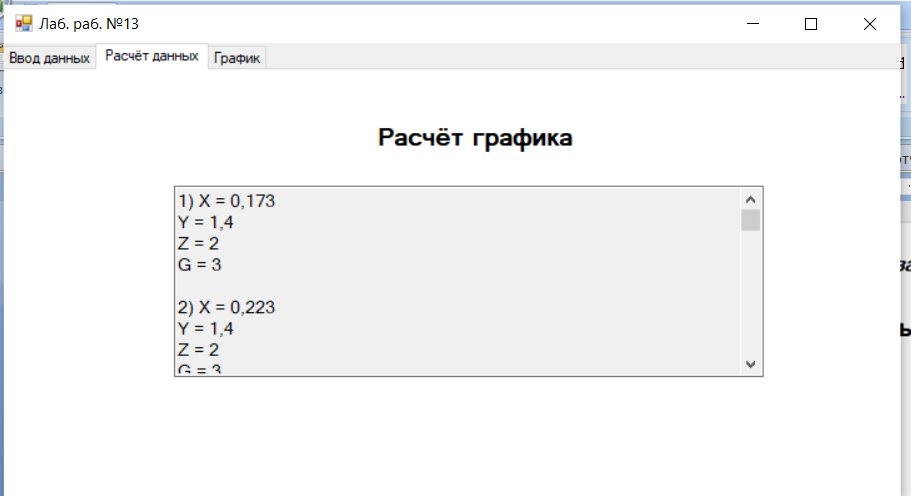 Лаб. раб. №13
Ввод данных Расчёт данных График
Расчёт графика
1) X = 0,173
Y = 1,4
Z = 2
G = 3
2) X = 0,223
Y = 1,4
Z = 2
G = 3